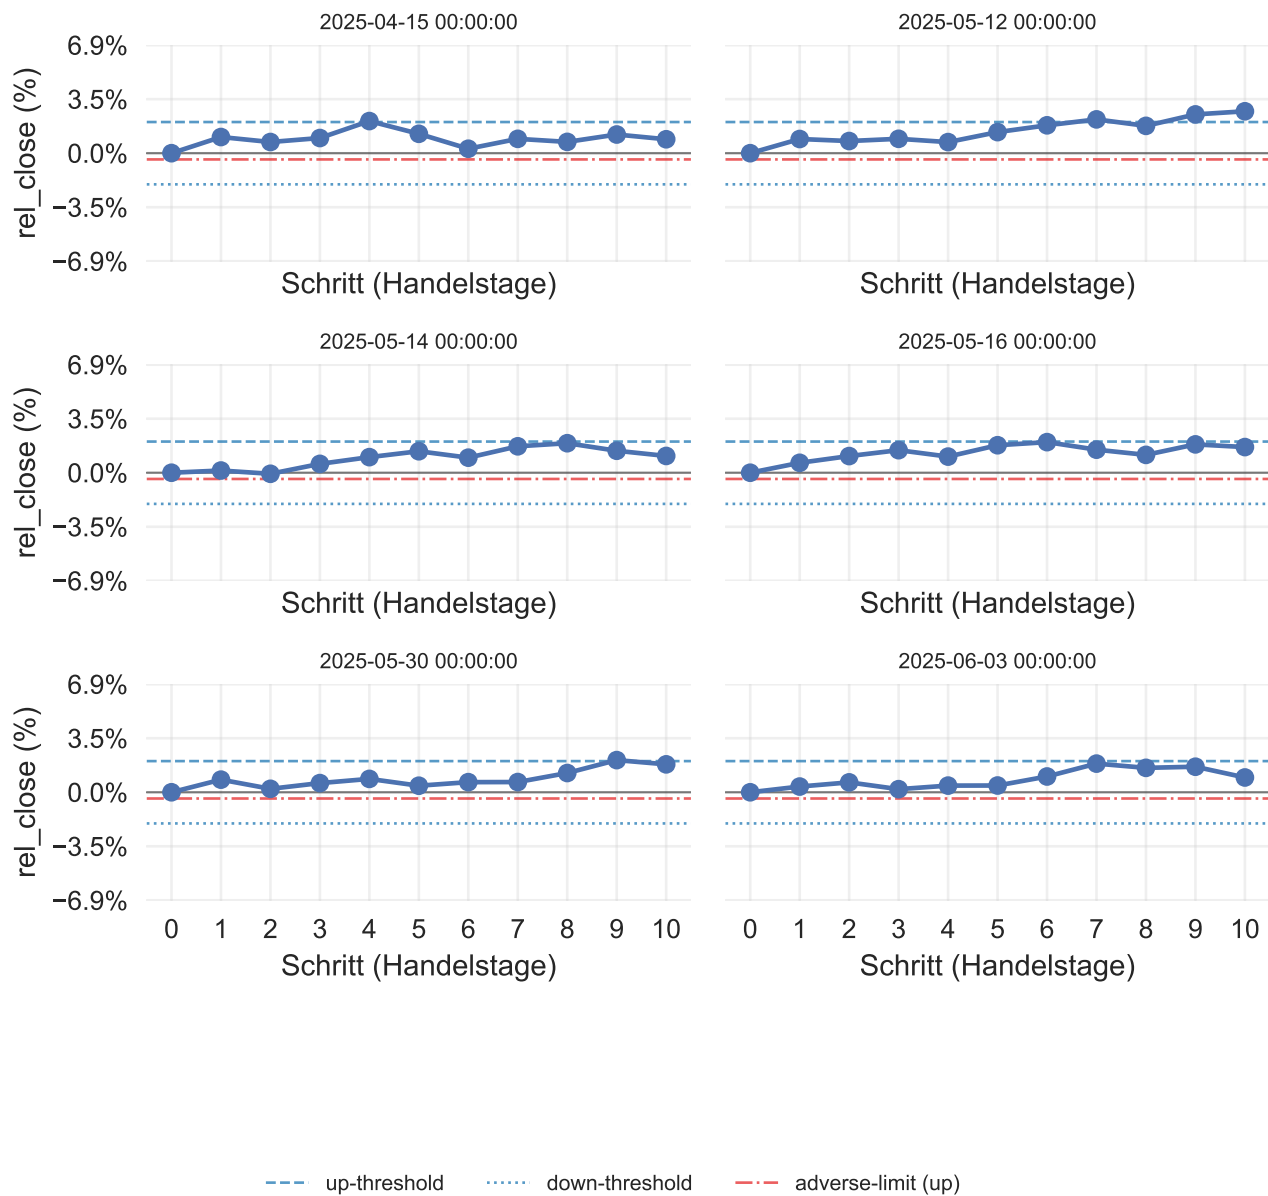 2025-04-15 00:00:00
2025-05-12 00:00:00
6.9%
3.5%
0.0%
−3.5%
−6.9%
rel_close (%)
Schritt (Handelstage)
Schritt (Handelstage)
2025-05-14 00:00:00
2025-05-16 00:00:00
6.9%
3.5%
0.0%
−3.5%
−6.9%
rel_close (%)
Schritt (Handelstage)
Schritt (Handelstage)
2025-05-30 00:00:00
2025-06-03 00:00:00
6.9%
3.5%
0.0%
−3.5%
−6.9%
rel_close (%)
0 1 2 3 4 5 6 7 8 9 10
0 1 2 3 4 5 6 7 8 9 10
Schritt (Handelstage)
Schritt (Handelstage)
up-threshold
down-threshold
adverse-limit (up)